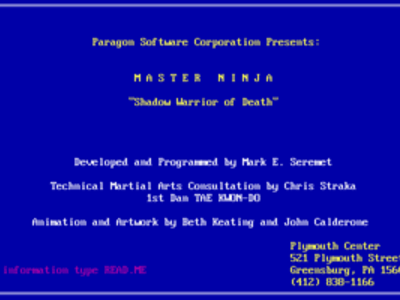 Paragon Software Corporation Presents:
M A S T E R  N I N J A
"Shadow Warrior of Death"
Developed and Programmed by Mark E. Seremet
Technical Martial Arts Consultation by Chris Straka
1st Dan TAE KWON-DO
Animation and Artwork by Beth Keating and John Calderone
Plymouth Center
521 Plymouth Street
Greensburg, PA 1560
information type READ.ME
(412) 838-1166